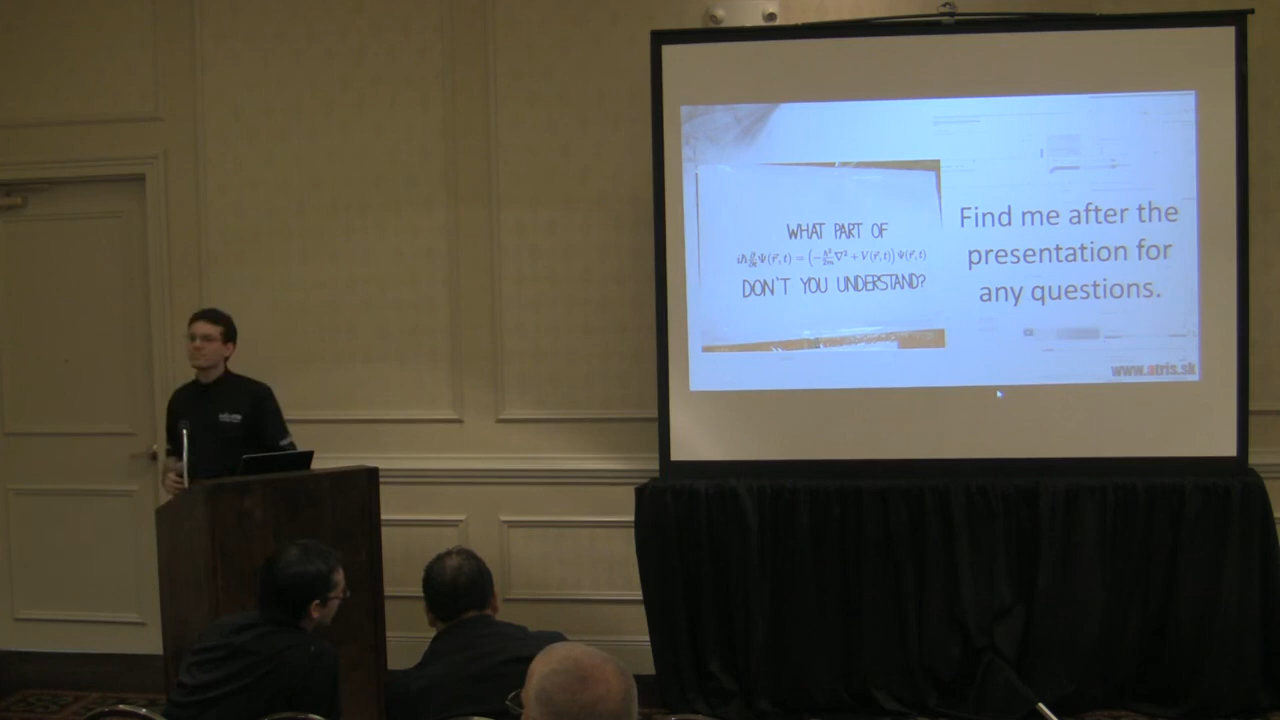 WHAT PART OF
iħ ∂/∂t Ψ(r⃗,t) = (-ħ²/2m ∇² + V(r⃗,t)) Ψ(r⃗,t)
DON'T YOU UNDERSTAND?
Find me after the
presentation for
any questions.
www.atris.sk